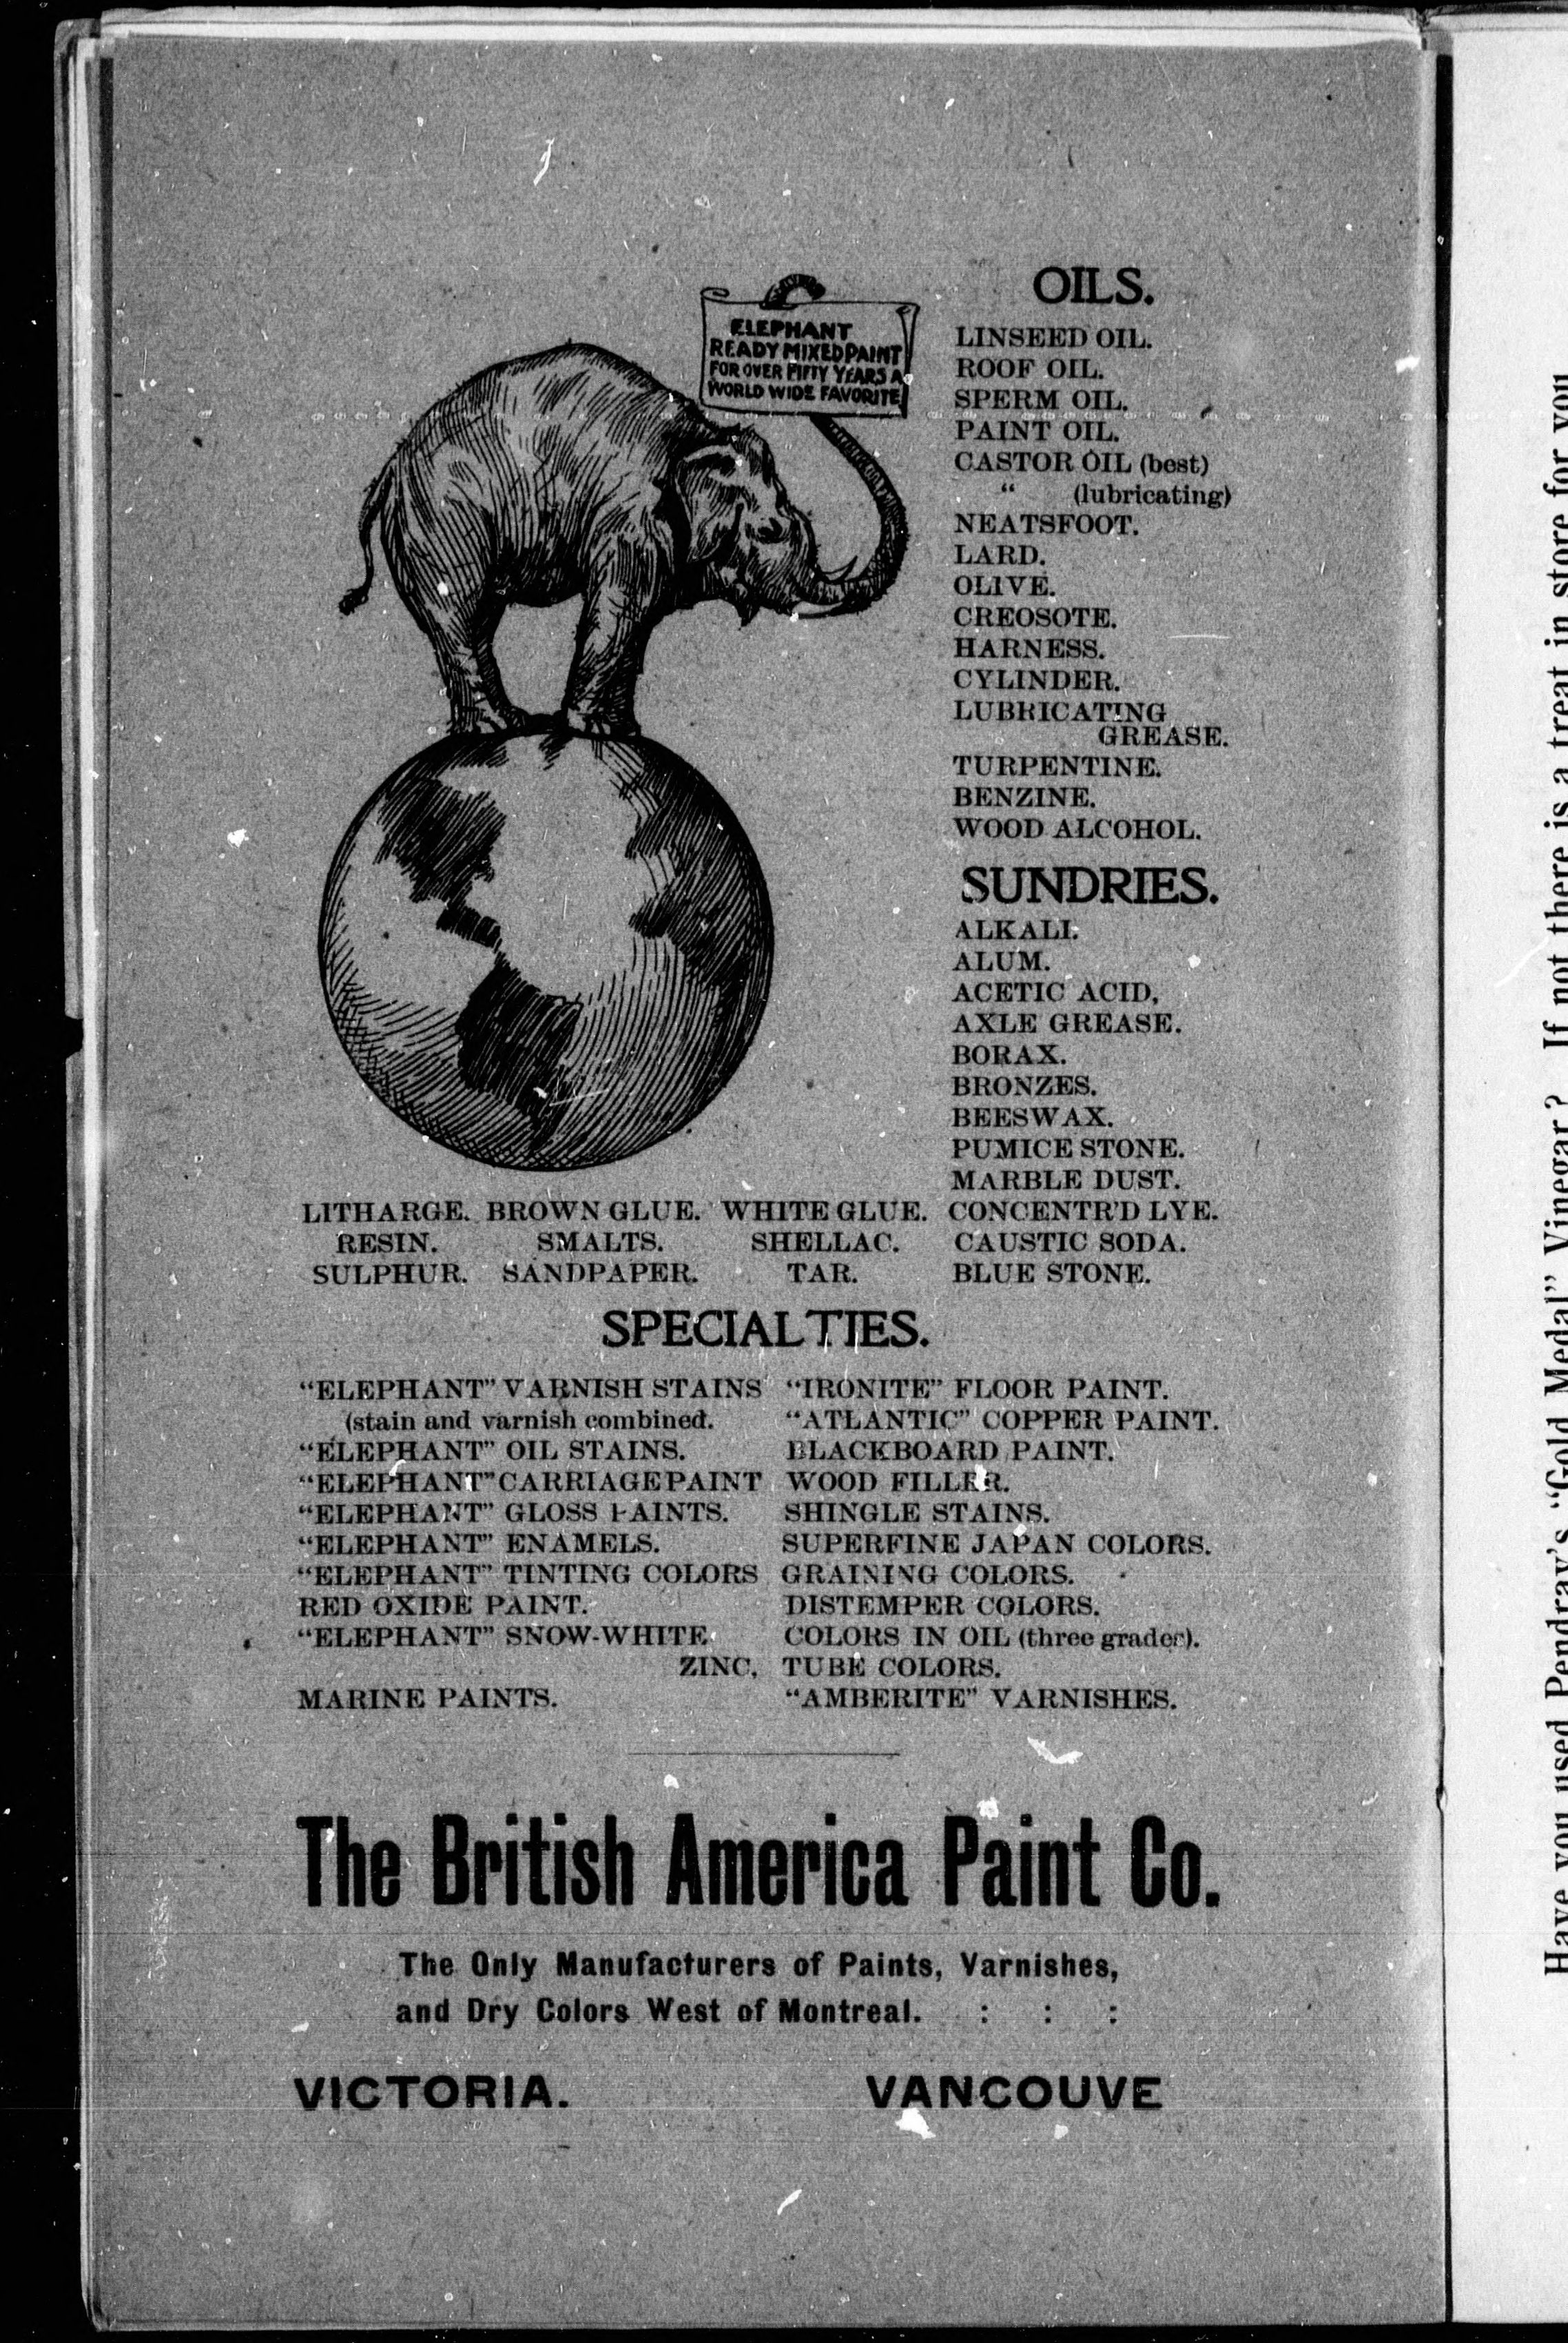 ELEPHANT
READY MIXED PAINT
FOR OVER FIFTY YEARS A
WORLD WIDE FAVORITE
OILS.
LINSEED OIL.
ROOF OIL.
SPERM OIL.
PAINT OIL.
CASTOR OIL (best)
“ (lubricating)
NEATSFOOT.
LARD.
OLIVE.
CREOSOTE.
HARNESS.
CYLINDER.
LUBRICATING
GREASE.
TURPENTINE.
BENZINE.
WOOD ALCOHOL.
SUNDRIES.
ALKALI.
ALUM.
ACETIC ACID,
AXLE GREASE.
BORAX.
BRONZES.
BEESWAX.
PUMICE STONE.
MARBLE DUST.
LITHARGE. BROWN GLUE. WHITE GLUE. CONCENTR'D LYE.
RESIN. SMALTS. SHELLAC. CAUSTIC SODA.
SULPHUR. SANDPAPER. TAR. BLUE STONE.
SPECIALTIES.
“ELEPHANT” VARNISH STAINS
(stain and varnish combined.
“ELEPHANT” OIL STAINS.
“ELEPHANT” CARRIAGE PAINT
“ELEPHANT” GLOSS PAINTS.
“ELEPHANT” ENAMELS.
“ELEPHANT” TINTING COLORS
RED OXIDE PAINT.
“ELEPHANT” SNOW-WHITE
ZINC.
MARINE PAINTS.
“IRONITE” FLOOR PAINT.
“ATLANTIC” COPPER PAINT.
BLACKBOARD PAINT.
WOOD FILLER.
SHINGLE STAINS.
SUPERFINE JAPAN COLORS.
GRAINING COLORS.
DISTEMPER COLORS.
COLORS IN OIL (three grades).
TUBE COLORS.
“AMBERITE” VARNISHES.
The British America Paint Co.
The Only Manufacturers of Paints, Varnishes,
and Dry Colors West of Montreal. : : :
VICTORIA. VANCOUVE
Have you used Pendray's “Gold Medal” Vinegar? If not there is a treat in store for you